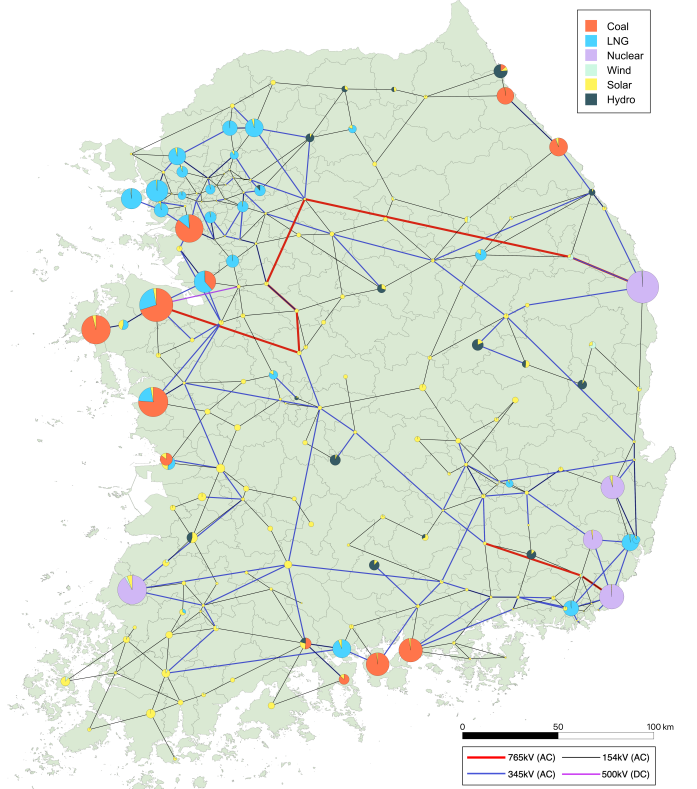 Coal
LNG
Nuclear
Wind
Solar
Hydro
0 50 100 km
765kV (AC) 154kV (AC)
345kV (AC) 500kV (DC)